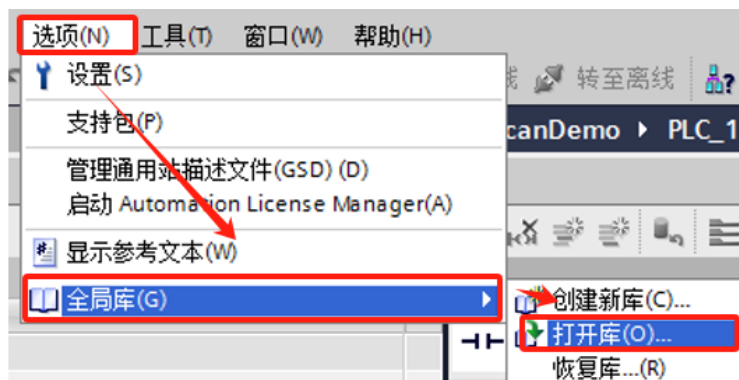 选项(N) 工具(T) 窗口(W) 帮助(H)
设置(S)
线 转至离线
支持包(P)
canDemo PLC_1
管理通用站描述文件(GSD) (D)
启动 Automation License Manager(A)
显示参考文本(W)
全局库(G)
创建新库(C)...
打开库(O)...
恢复库...(R)